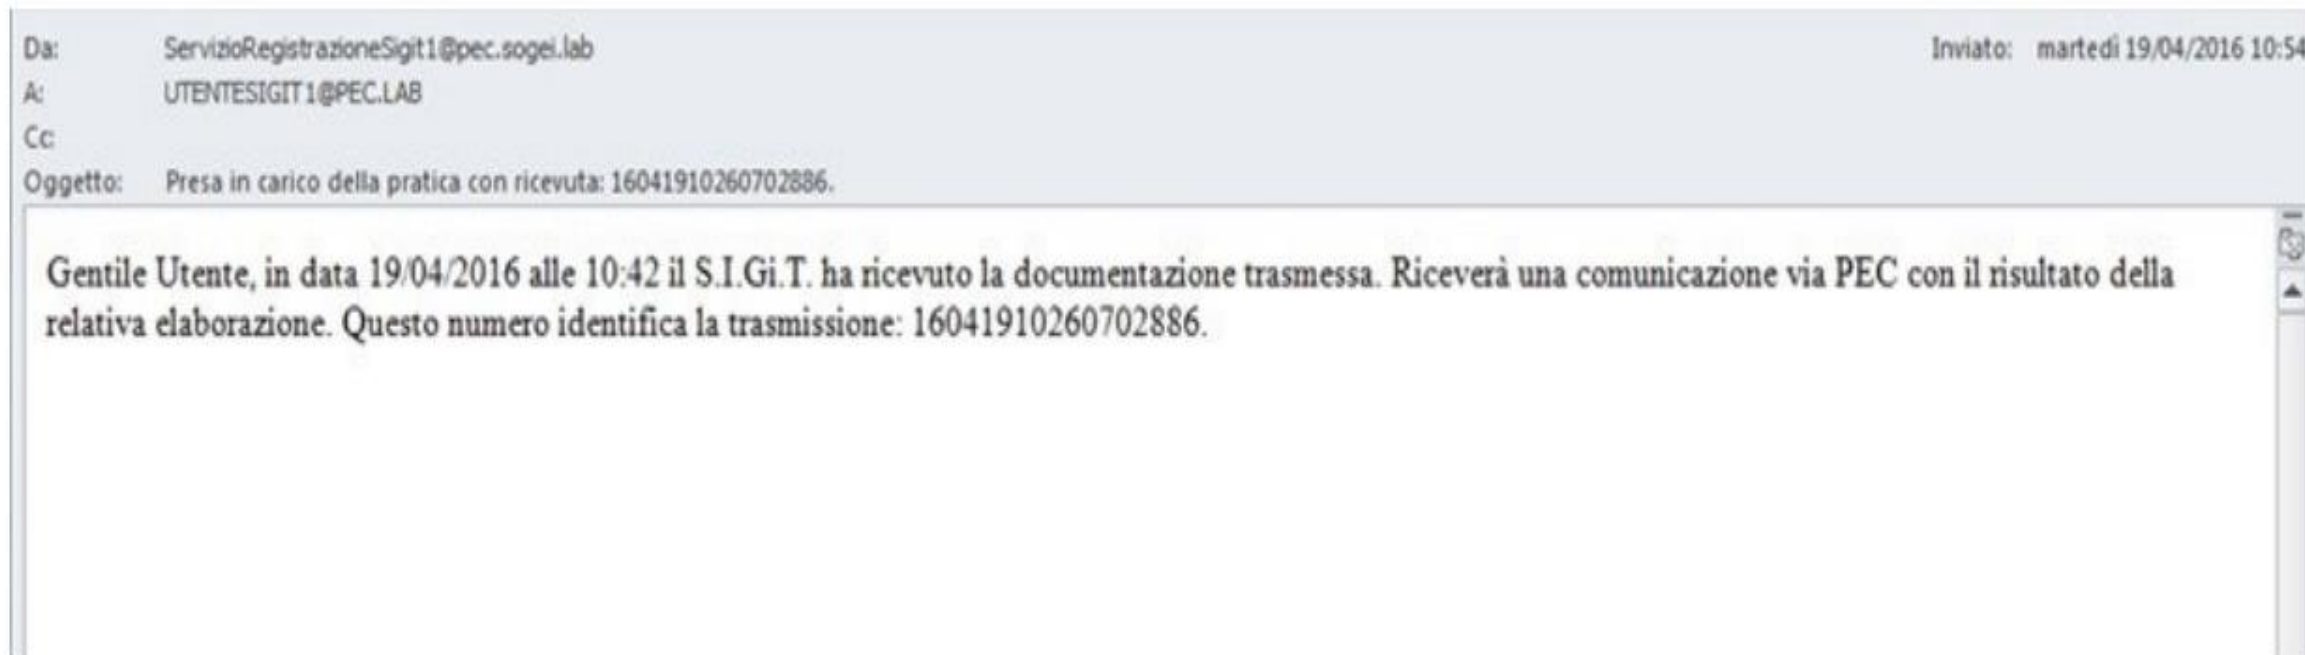 Da: ServizioRegistrazioneSigit1@pec.sogei.lab Inviato: martedì 19/04/2016 10:54
A: UTENTESIGIT1@PEC.LAB
Cc:
Oggetto: Presa in carico della pratica con ricevuta: 16041910260702886.
Gentile Utente, in data 19/04/2016 alle 10:42 il S.I.Gi.T. ha ricevuto la documentazione trasmessa. Riceverà una comunicazione via PEC con il risultato della
relativa elaborazione. Questo numero identifica la trasmissione: 16041910260702886.